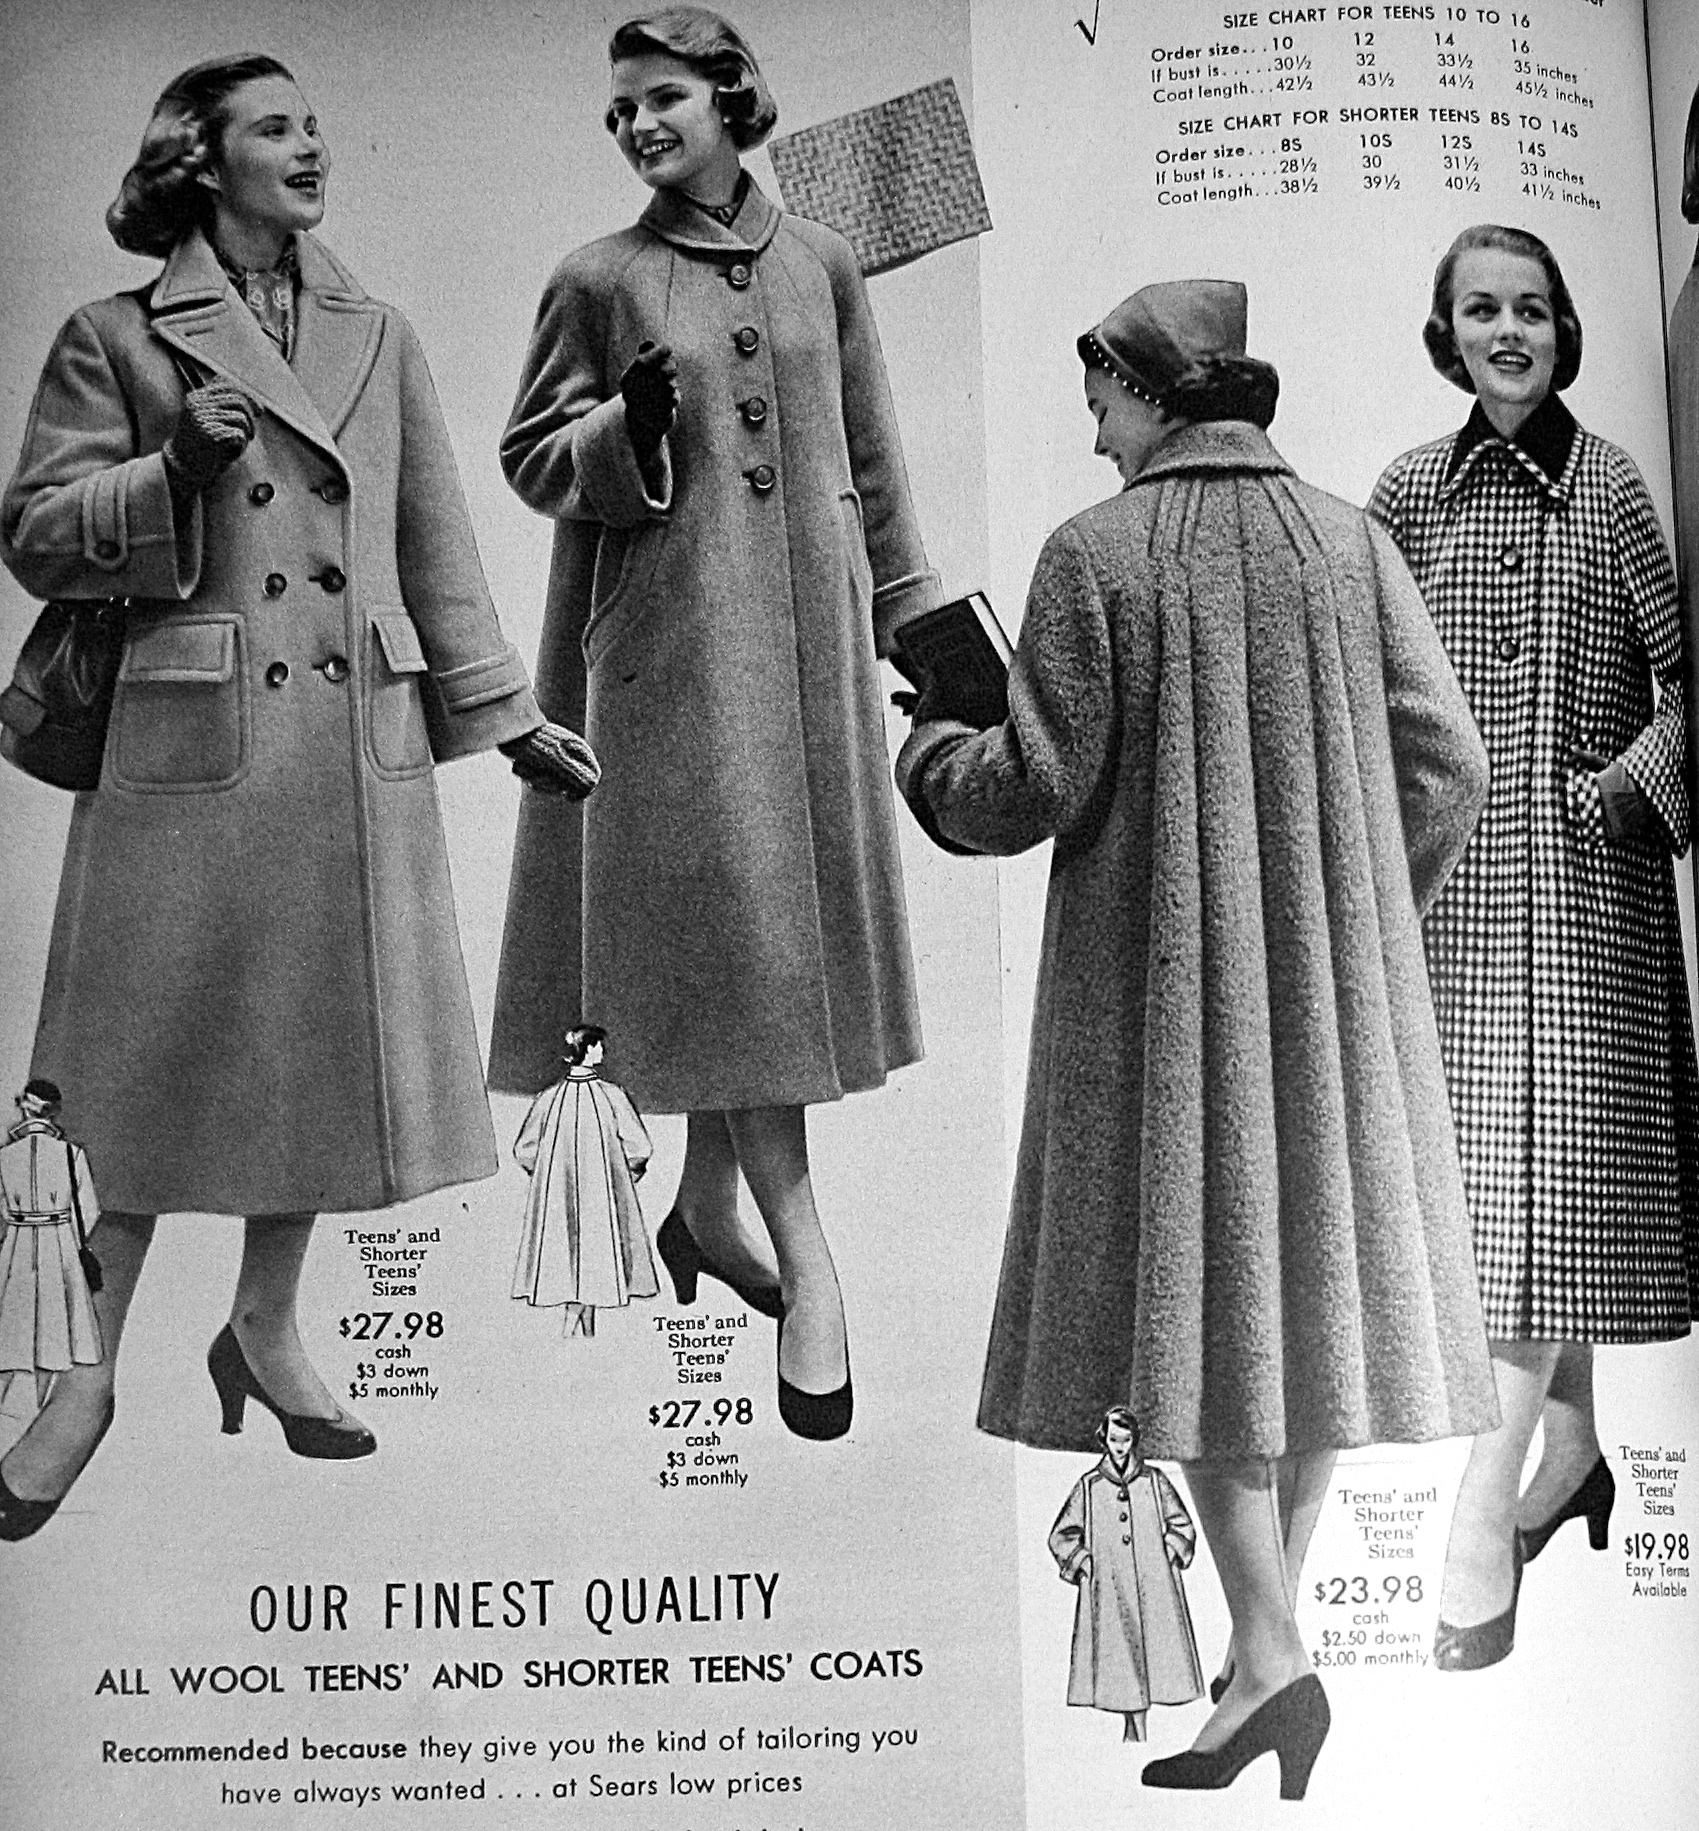 SIZE CHART FOR TEENS 10 TO 16
Order size...10 12 14 16
If bust is.....30½ 32 33½ 35 inches
Coat length...42½ 43½ 44½ 45½ inches
SIZE CHART FOR SHORTER TEENS 8S TO 14S
Order size...8S 10S 12S 14S
If bust is.....28½ 30 31½ 33 inches
Coat length...38½ 39½ 40½ 41½ inches
Teens' and
Shorter
Teens'
Sizes
$27.98
cash
$3 down
$5 monthly
Teens' and
Shorter
Teens'
Sizes
$27.98
cash
$3 down
$5 monthly
Teens' and
Shorter
Teens'
Sizes
$23.98
cash
$2.50 down
$5.00 monthly
Teens' and
Shorter
Teens'
Sizes
$19.98
Easy Terms
Available
OUR FINEST QUALITY
ALL WOOL TEENS' AND SHORTER TEENS' COATS
Recommended because they give you the kind of tailoring you
have always wanted . . . at Sears low prices